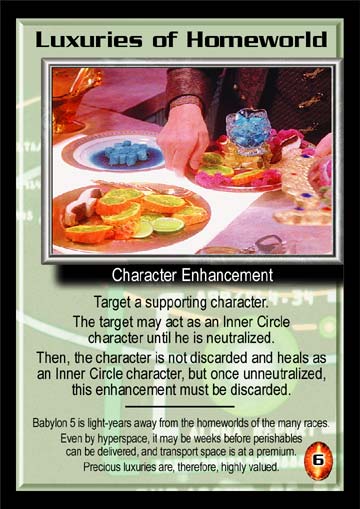 Luxuries of Homeworld
Character Enhancement
Target a supporting character.
The target may act as an Inner Circle
character until he is neutralized.
Then, the character is not discarded and heals as
an Inner Circle character, but once unneutralized,
this enhancement must be discarded.
Babylon 5 is light-years away from the homeworlds of the many races.
Even by hyperspace, it may be weeks before perishables
can be delivered, and transport space is at a premium.
Precious luxuries are, therefore, highly valued.
6